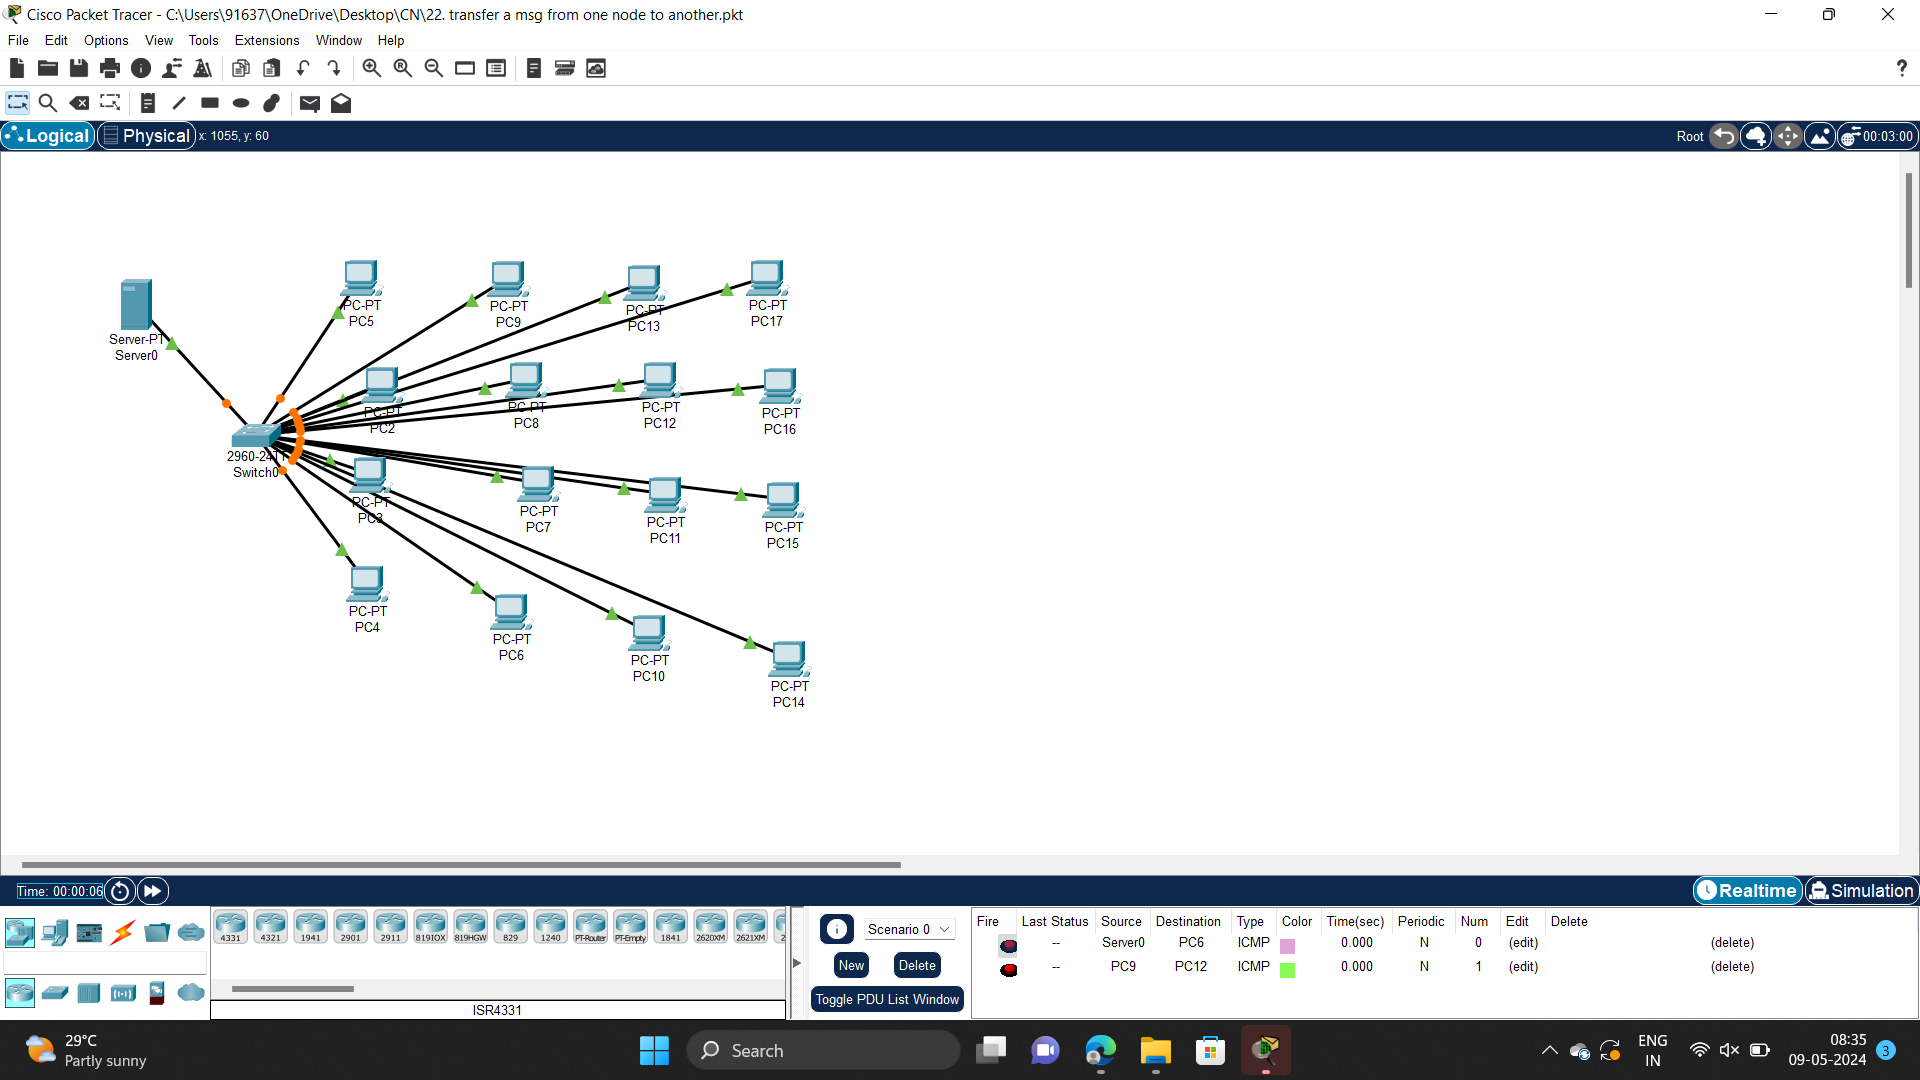 Cisco Packet Tracer - C:\Users\91637\OneDrive\Desktop\CN\22. transfer a msg from one node to another.pkt
File Edit Options View Tools Extensions Window Help
?
Logical Physical x: 1055, y: 60 Root 00:03:00
PC-PT
PC5
PC-PT
PC9
PC-PT
PC13
PC-PT
PC17
Server-PT
Server0
PC-PT
PC2
PC-PT
PC8
PC-PT
PC12
PC-PT
PC16
2960-24TT
Switch0
PC-PT
PC3
PC-PT
PC7
PC-PT
PC11
PC-PT
PC15
PC-PT
PC4
PC-PT
PC6
PC-PT
PC10
PC-PT
PC14
Time: 00:00:06 Realtime Simulation
4331 4321 1941 2901 2911 819IOX 819HGW 829 1240 PT-Router PT-Empty 1841 2620XM 2621XM 2
ISR4331
Scenario 0
New Delete
Toggle PDU List Window
Fire Last Status Source Destination Type Color Time(sec) Periodic Num Edit Delete
-- Server0 PC6 ICMP 0.000 N 0 (edit) (delete)
-- PC9 PC12 ICMP 0.000 N 1 (edit) (delete)
29°C
Partly sunny
Search
ENG
IN
08:35
09-05-2024
3